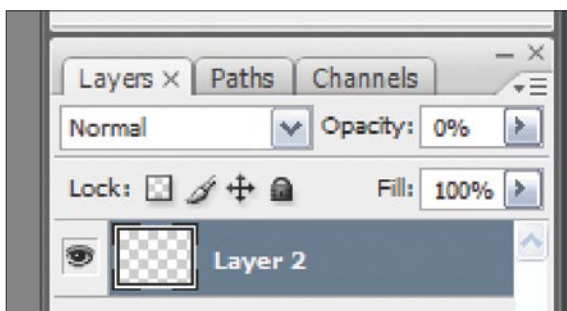 Layers × Paths Channels
Normal Opacity: 0%
Lock: Fill: 100%
Layer 2